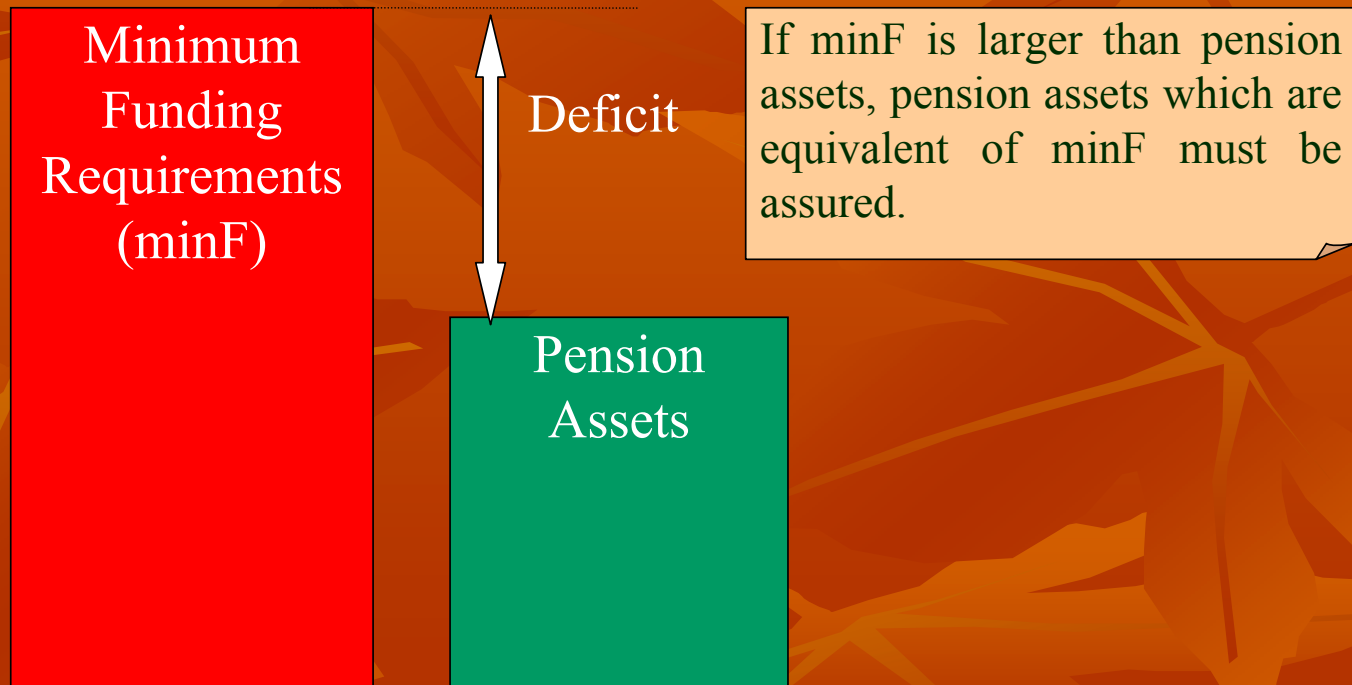 Minimum
Funding
Requirements
(minF)
Deficit
If minF is larger than pension
assets, pension assets which are
equivalent of minF must be
assured.
Pension
Assets